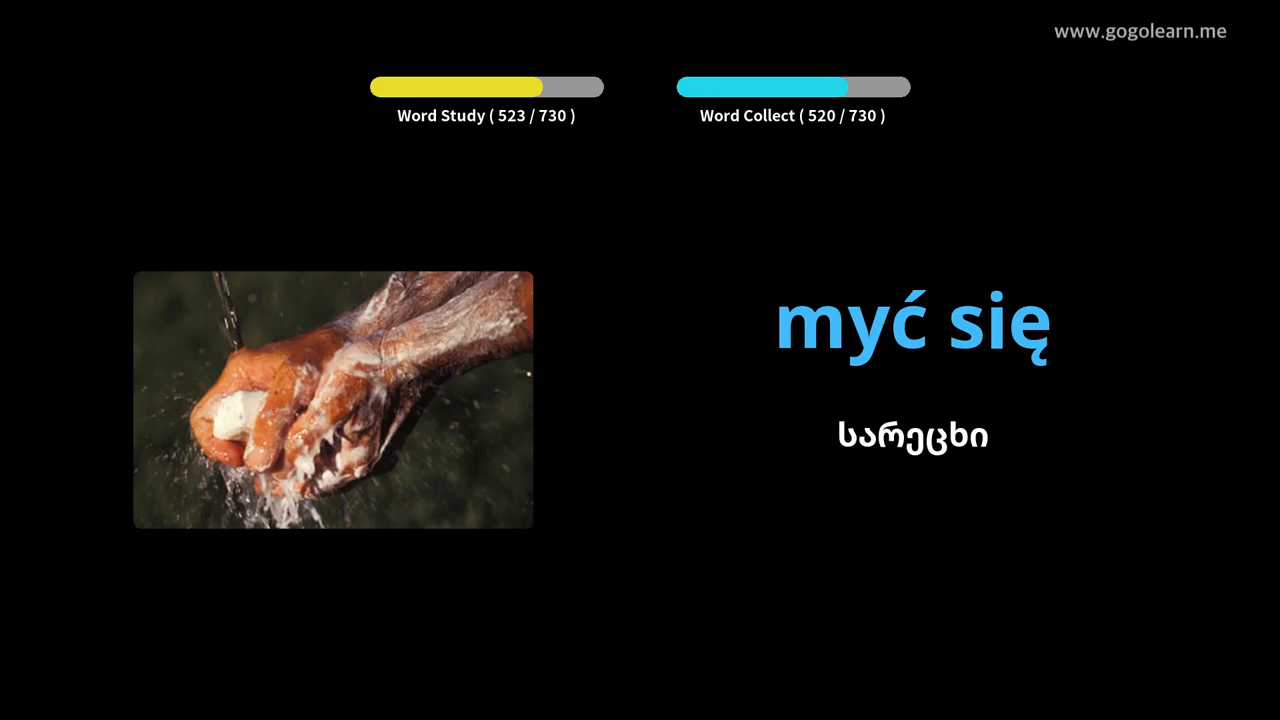 www.gogolearn.me
Word Study ( 523 / 730 )
Word Collect ( 520 / 730 )
myć się
სარეცხი